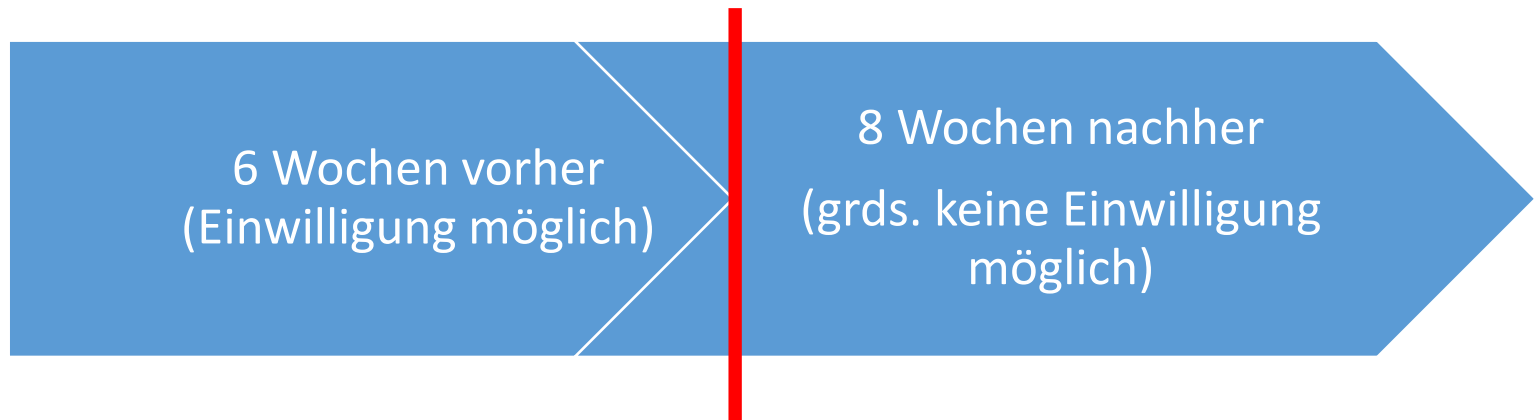 6 Wochen vorher
(Einwilligung möglich)
8 Wochen nachher
(grds. keine Einwilligung
möglich)